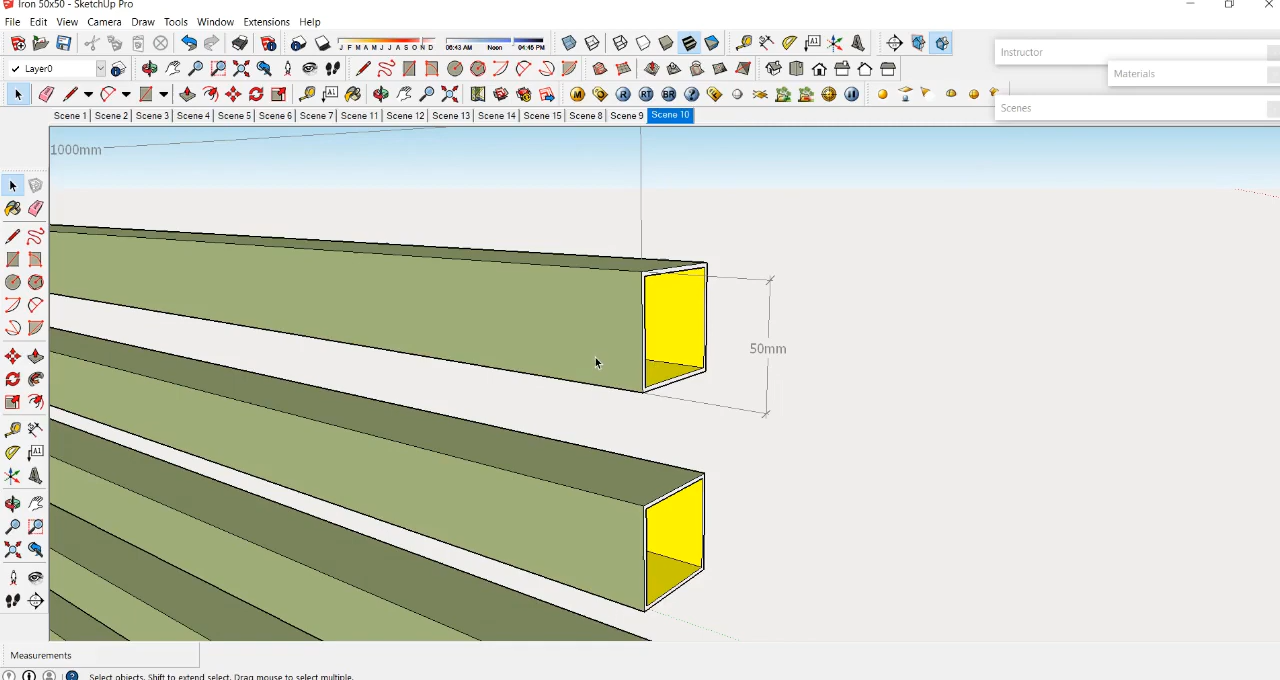 Iron 50x50 - SketchUp Pro
File Edit View Camera Draw Tools Window Extensions Help
J F M A M J J A S O N D 06:43 AM Noon 04:45 PM
Instructor
Layer0
Materials
Scenes
Scene 1 Scene 2 Scene 3 Scene 4 Scene 5 Scene 6 Scene 7 Scene 11 Scene 12 Scene 13 Scene 14 Scene 15 Scene 8 Scene 9 Scene 10
1000mm
50mm
Measurements
Select objects. Shift to extend select. Drag mouse to select multiple.